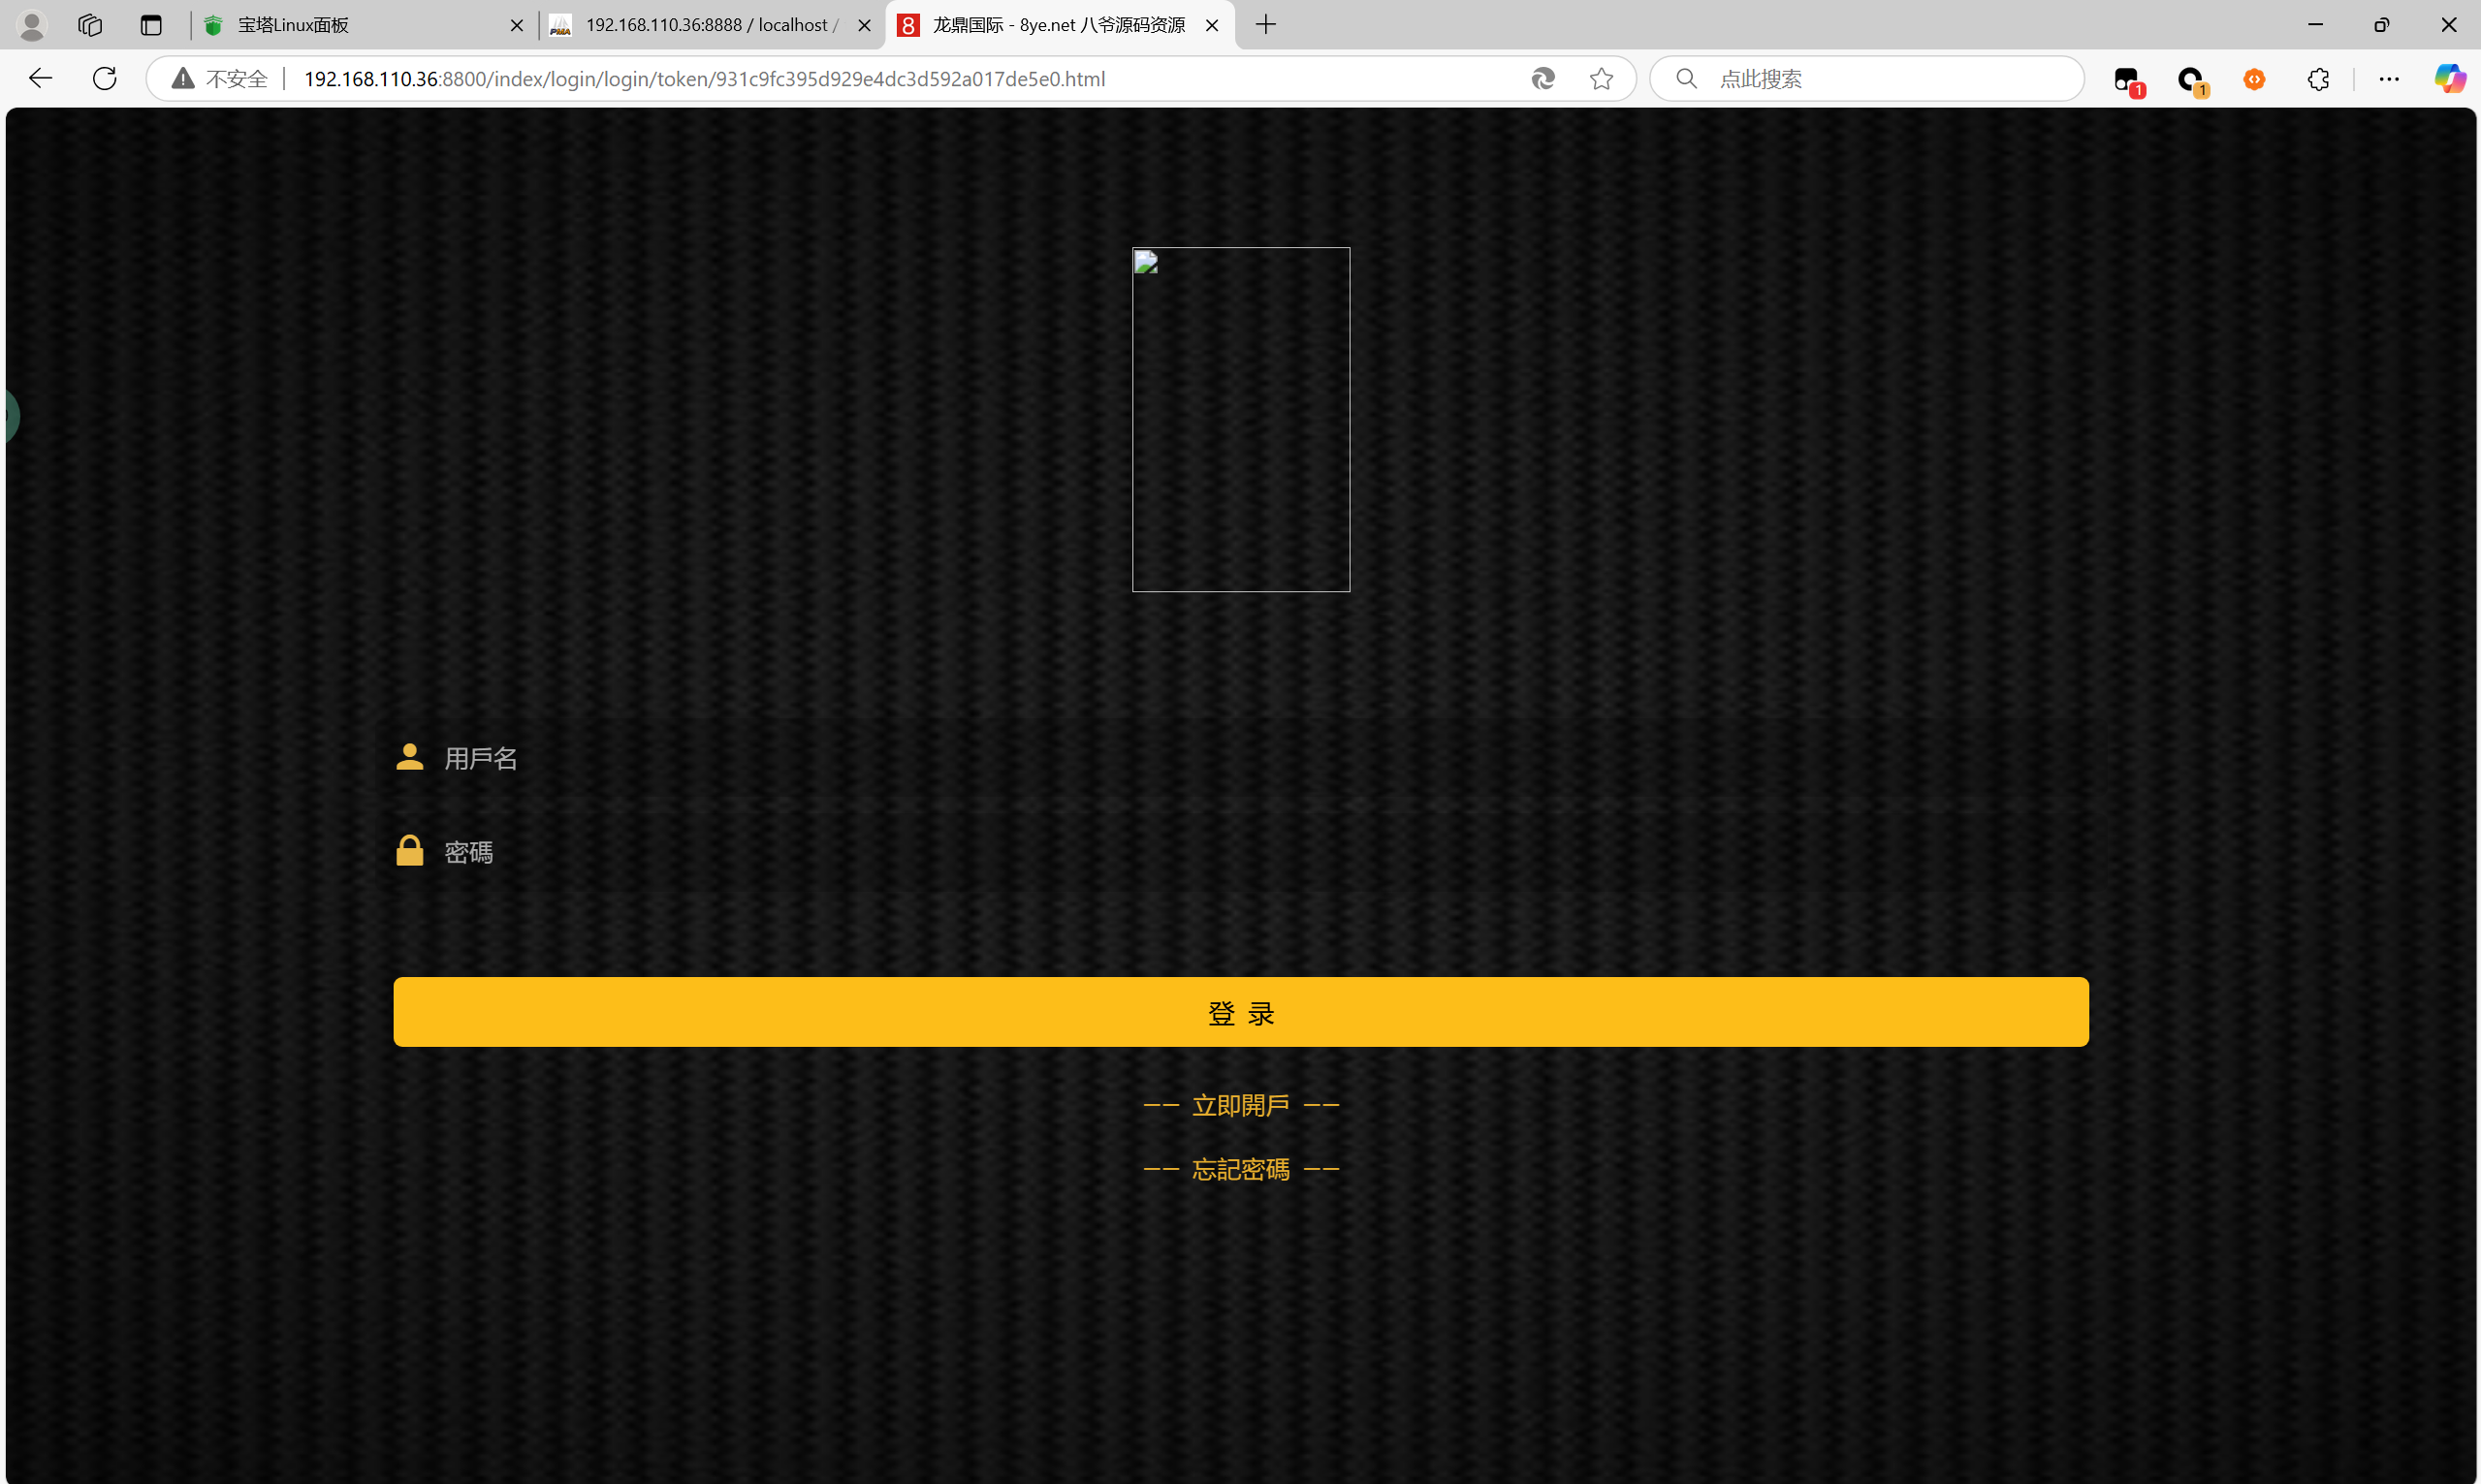 宝塔Linux面板
192.168.110.36:8888 / localhost /
龙鼎国际 - 8ye.net 八爷源码资源
不安全
192.168.110.36:8800/index/login/login/token/931c9fc395d929e4dc3d592a017de5e0.html
点此搜索
1
1
用戶名
密碼
登 录
—— 立即開戶 ——
—— 忘記密碼 ——